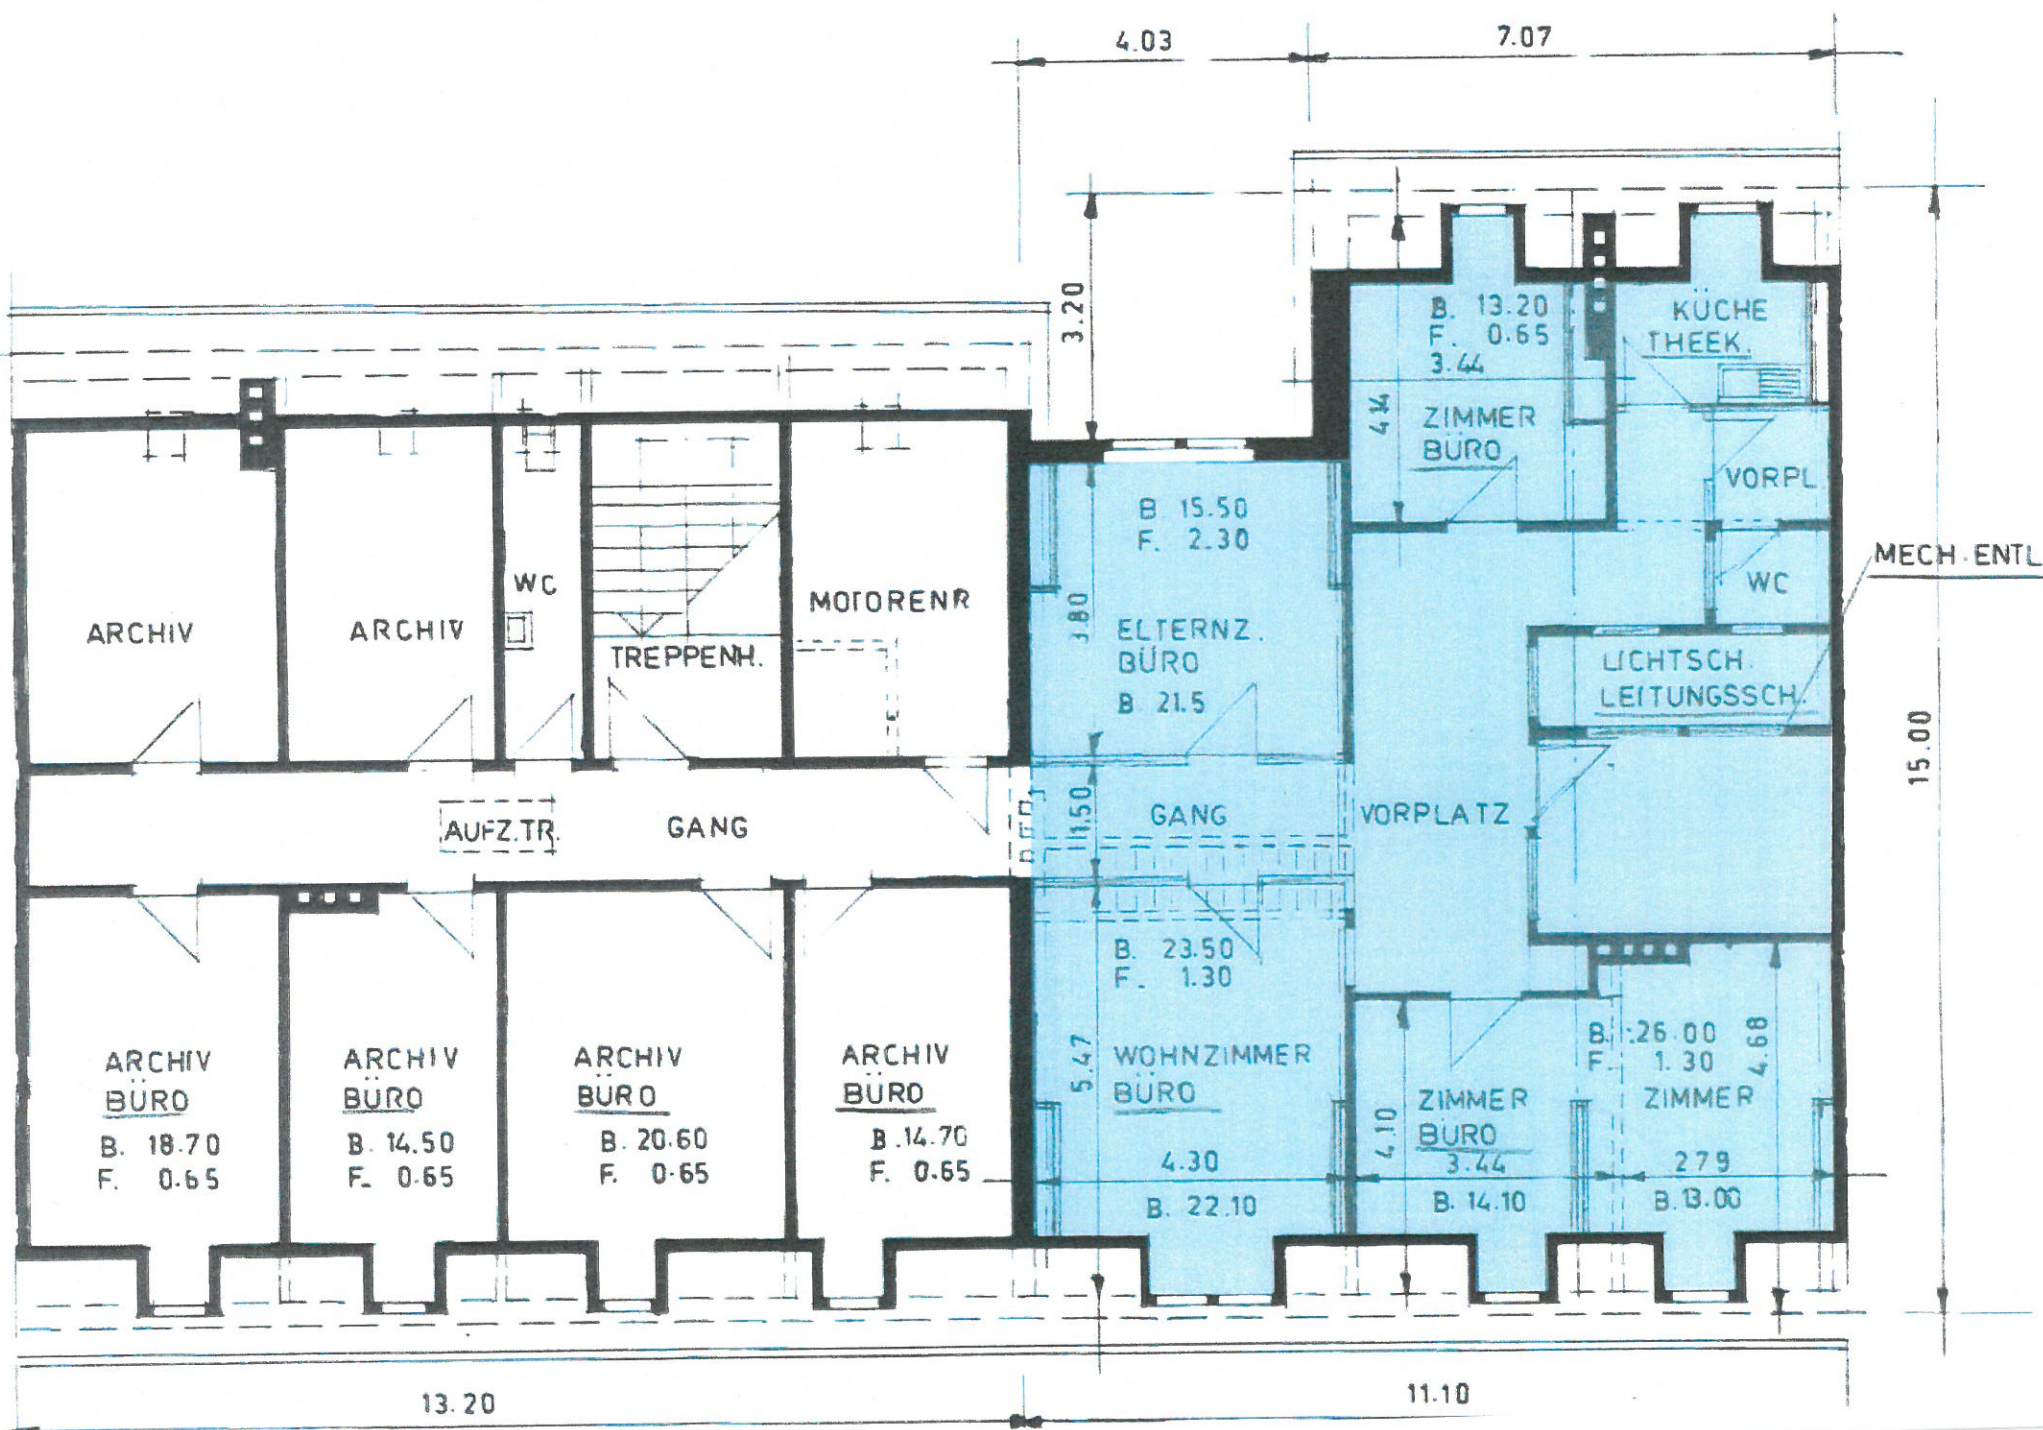 4.03
7.07
3.20
15.00
B. 13.20
F. 0.65
3.44
4.14
ZIMMER
BÜRO
KÜCHE
THEEK.
VORPL.
WC
MECH. ENTL
LICHTSCH.
LEITUNGSSCH.
B 15.50
F. 2.30
3.80
ELTERNZ.
BÜRO
B 21.5
ARCHIV
ARCHIV
WC
TREPPENH.
MOTORENR
AUFZ.TR.
GANG
1.50
GANG
VORPLATZ
ARCHIV
BÜRO
B. 18.70
F. 0.65
ARCHIV
BÜRO
B. 14.50
F. 0.65
ARCHIV
BÜRO
B. 20.60
F. 0.65
ARCHIV
BÜRO
B. 14.70
F. 0.65
B. 23.50
F. 1.30
5.47
WOHNZIMMER
BÜRO
4.30
B. 22.10
4.10
ZIMMER
BÜRO
3.44
B. 14.10
B. 26.00
F. 1.30
4.68
ZIMMER
279
B. 13.00
13.20
11.10